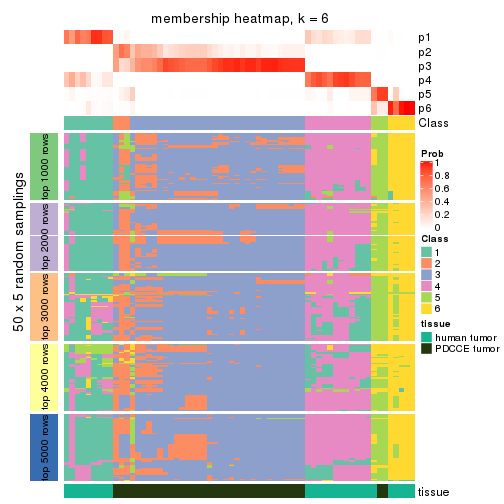 membership heatmap, k = 6
p1
p2
p3
p4
p5
p6
Class
50 x 5 random samplings
top 1000 rows
top 2000 rows
top 3000 rows
top 4000 rows
top 5000 rows
Prob
1
0.8
0.6
0.4
0.2
0
Class
1
2
3
4
5
6
tissue
human tumor
PDCCE tumor
tissue